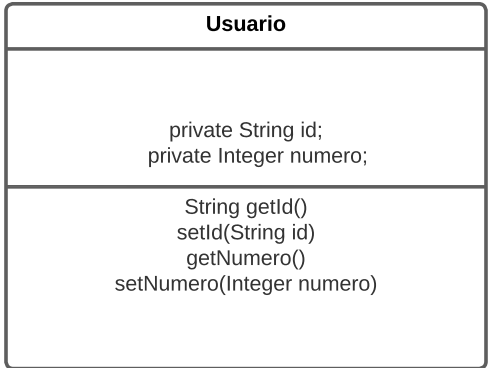 Usuario
private String id;
private Integer numero;
String getId()
setId(String id)
getNumero()
setNumero(Integer numero)